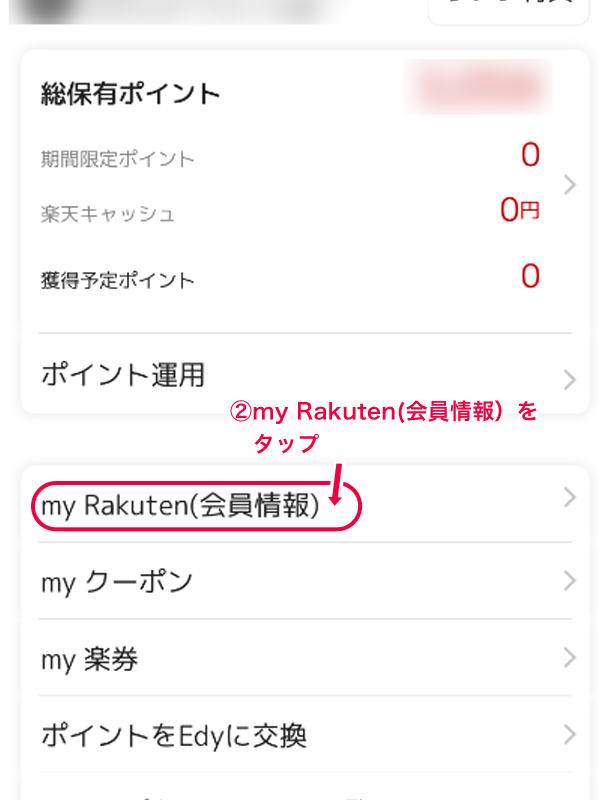 総保有ポイント
期間限定ポイント 0
楽天キャッシュ 0円
獲得予定ポイント 0
ポイント運用
②my Rakuten(会員情報）を
タップ
my Rakuten(会員情報)
my クーポン
my 楽券
ポイントをEdyに交換